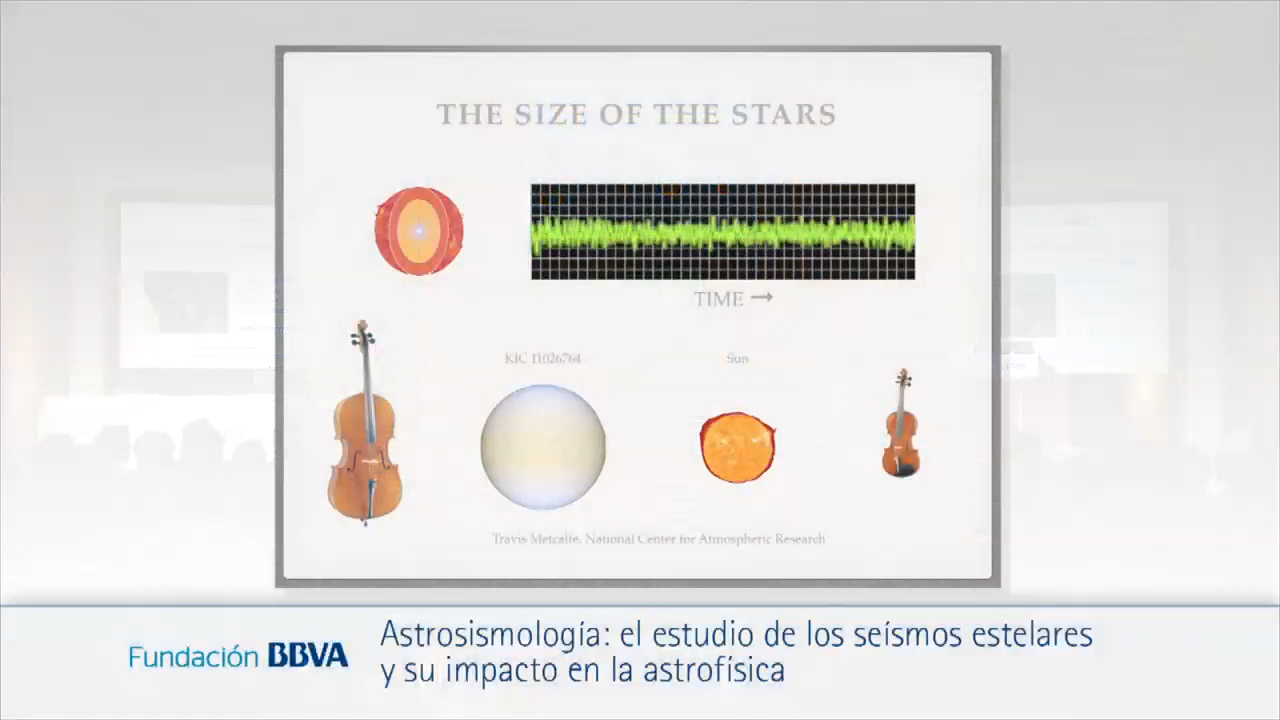 THE SIZE OF THE STARS
TIME →
KIC 11026764
Sun
Travis Metcalfe, National Center for Atmospheric Research
Fundación BBVA
Astrosismología: el estudio de los seísmos estelares
y su impacto en la astrofísica